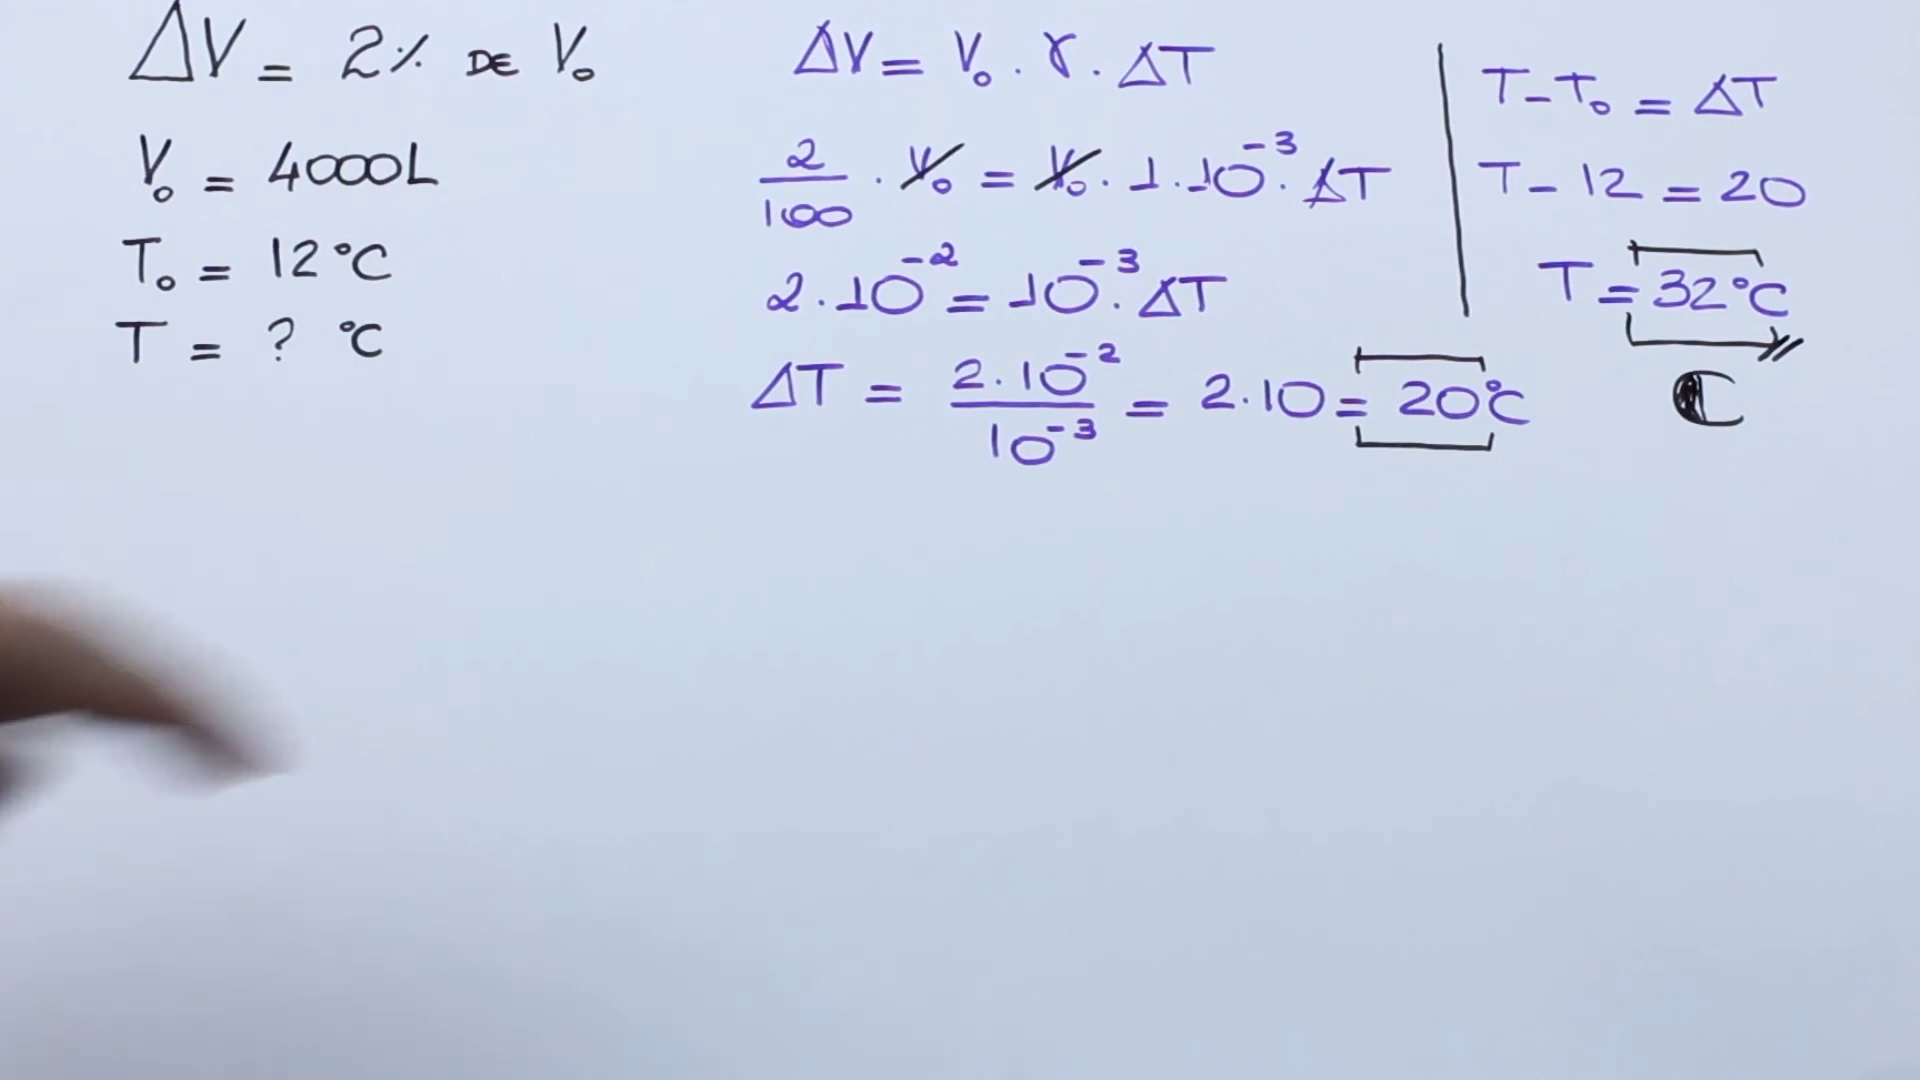 ΔV = 2% DE V₀
V₀ = 4000L
T₀ = 12°C
T = ? °C
ΔV = V₀ . γ . ΔT
2/100 . V₀ = V₀ . 1 . 10⁻³ . ΔT
2 . 10⁻² = 10⁻³ . ΔT
ΔT = 2 . 10⁻² / 10⁻³ = 2 . 10 = 20°C
T - T₀ = ΔT
T - 12 = 20
T = 32°C
C